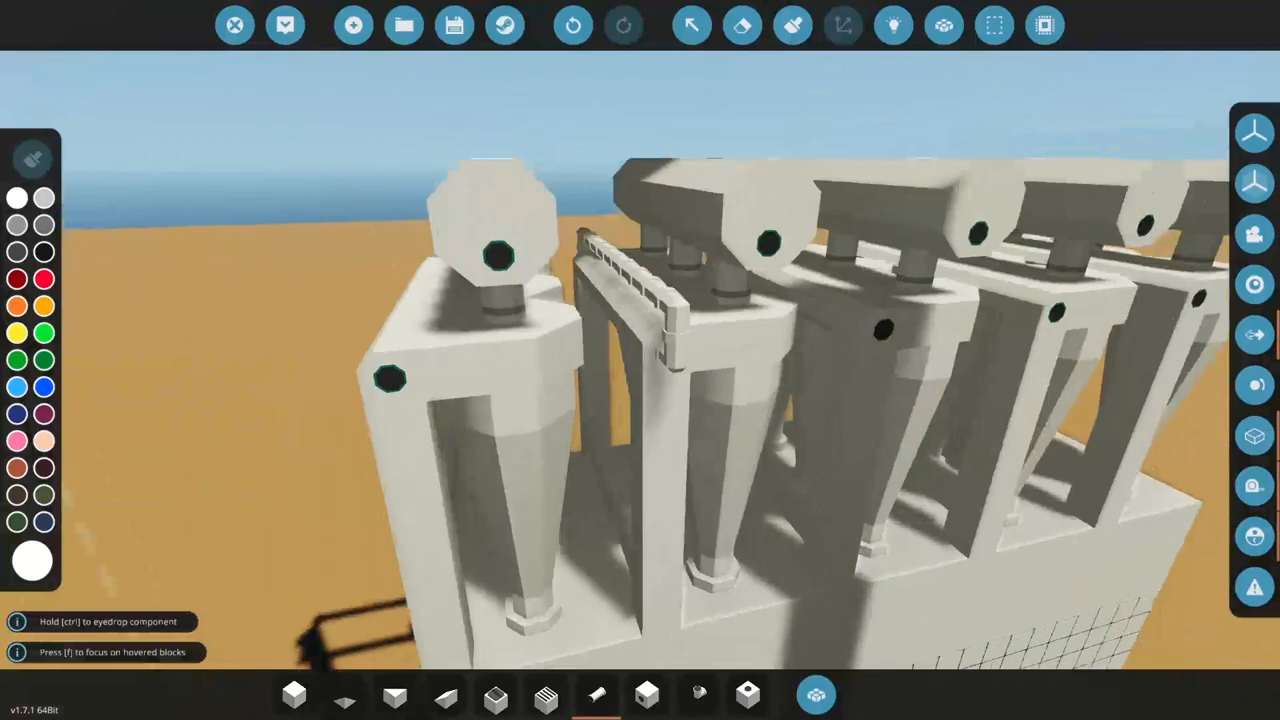 Hold [ctrl] to eyedrop component
Press [f] to focus on hovered blocks
v1.7.1 64Bit